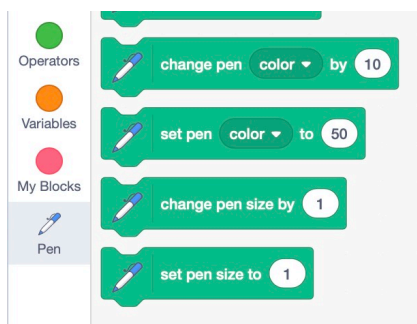 Operators
Variables
My Blocks
Pen
change pen color by 10
set pen color to 50
change pen size by 1
set pen size to 1